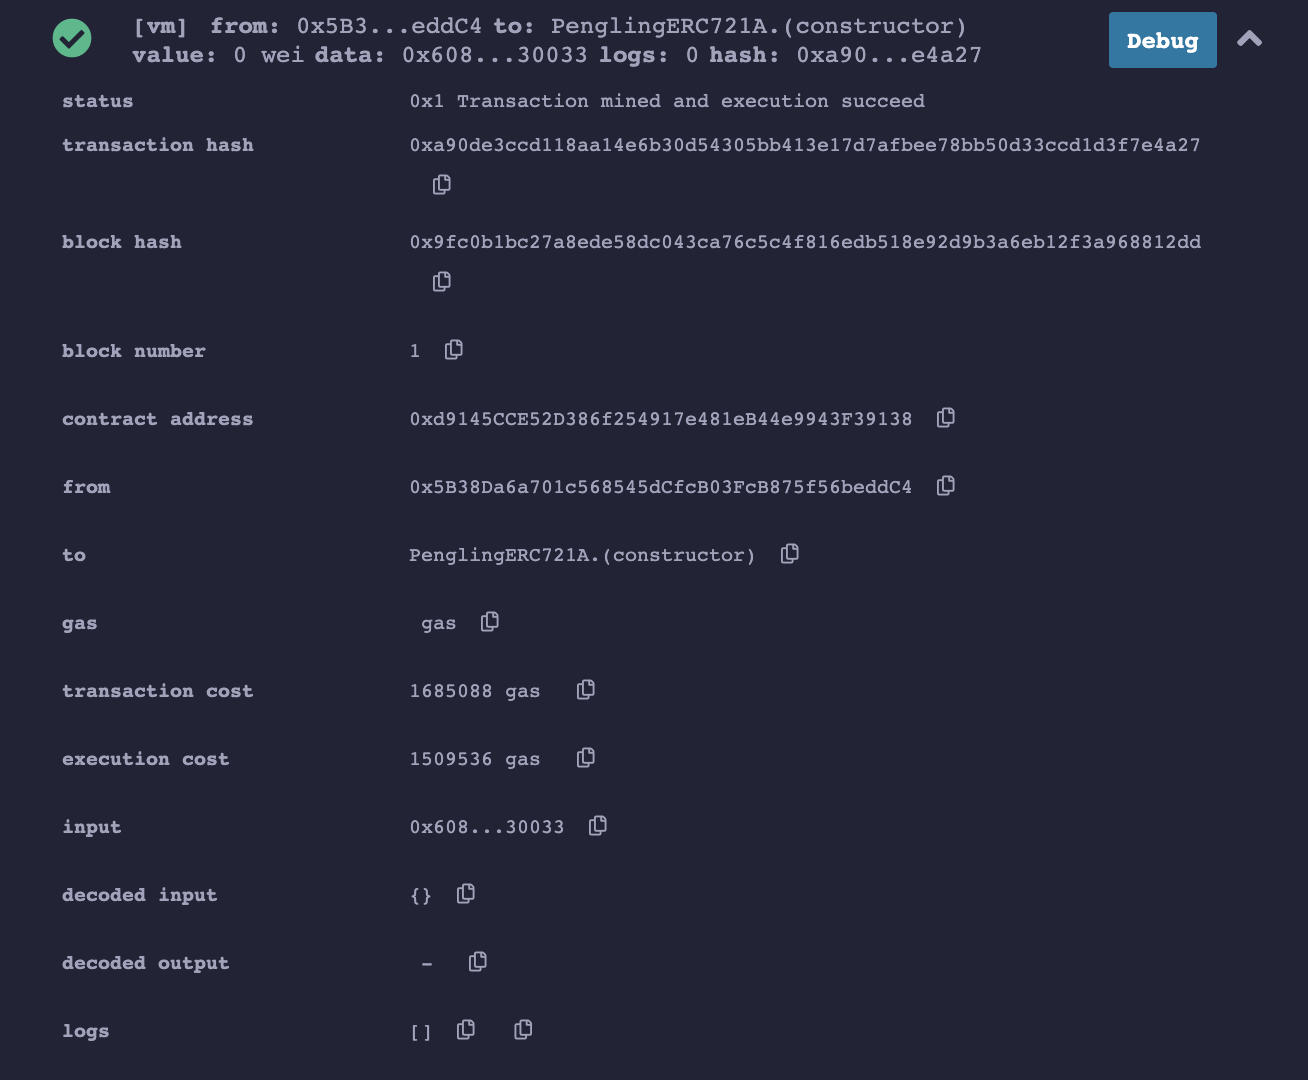 [vm] from: 0x5B3...eddC4 to: PenglingERC721A.(constructor)
value: 0 wei data: 0x608...30033 logs: 0 hash: 0xa90...e4a27
Debug
status 0x1 Transaction mined and execution succeed
transaction hash 0xa90de3ccd118aa14e6b30d54305bb413e17d7afbee78bb50d33ccd1d3f7e4a27
block hash 0x9fc0b1bc27a8ede58dc043ca76c5c4f816edb518e92d9b3a6eb12f3a968812dd
block number 1
contract address 0xd9145CCE52D386f254917e481eB44e9943F39138
from 0x5B38Da6a701c568545dCfcB03FcB875f56beddC4
to PenglingERC721A.(constructor)
gas gas
transaction cost 1685088 gas
execution cost 1509536 gas
input 0x608...30033
decoded input {}
decoded output -
logs []